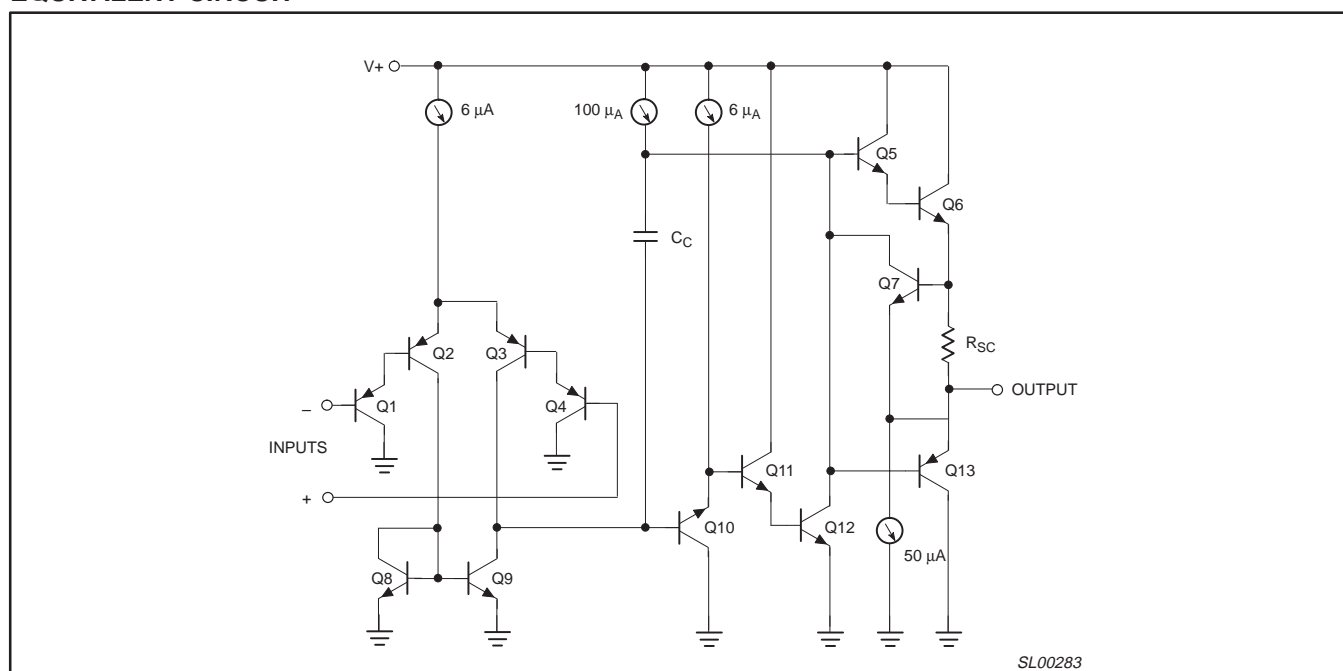 EQUIVALENT CIRCUIT
V+
6 µA
100 µA
6 µA
Q5
Q6
CC
Q7
RSC
Q2
Q3
Q1
Q4
–
INPUTS
+
OUTPUT
Q11
Q13
Q10
Q12
50 µA
Q8
Q9
SL00283